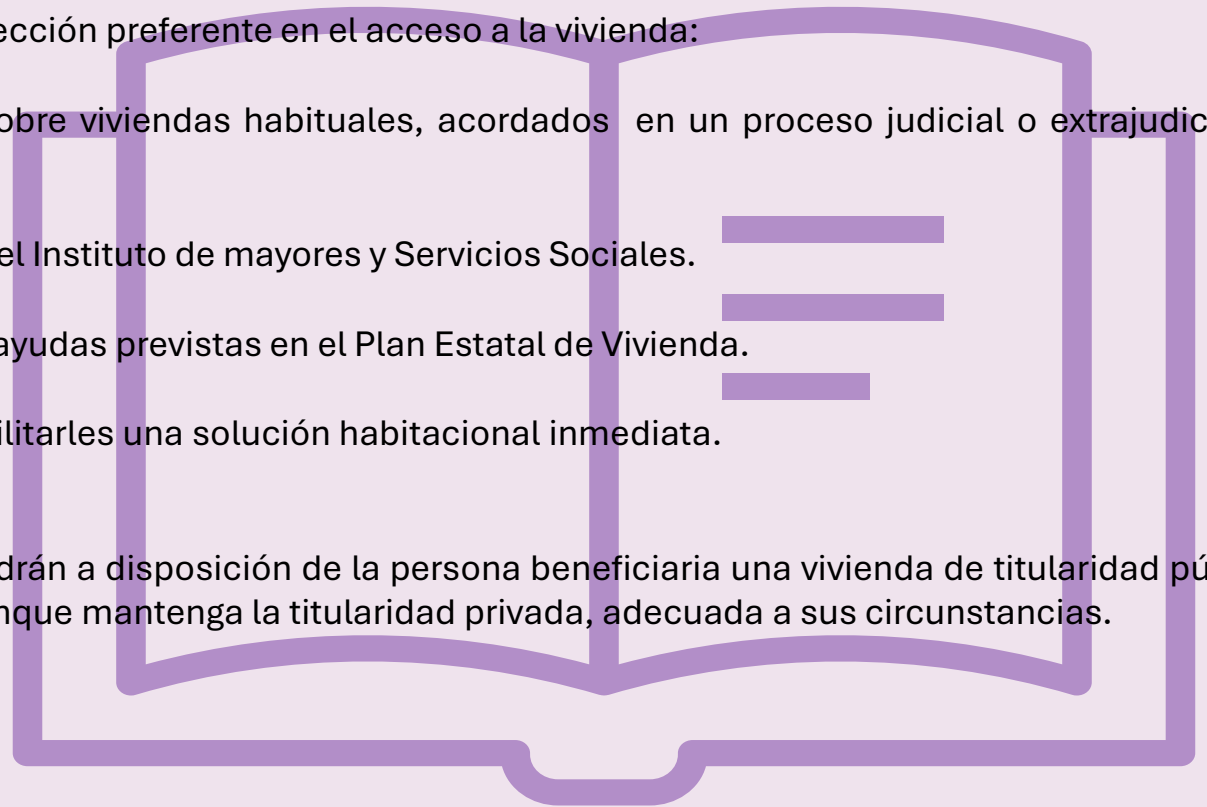 ección preferente en el acceso a la vivienda:
obre viviendas habituales, acordados en un proceso judicial o extrajudic
el Instituto de mayores y Servicios Sociales.
ayudas previstas en el Plan Estatal de Vivienda.
ilitarles una solución habitacional inmediata.
drán a disposición de la persona beneficiaria una vivienda de titularidad pú
nque mantenga la titularidad privada, adecuada a sus circunstancias.